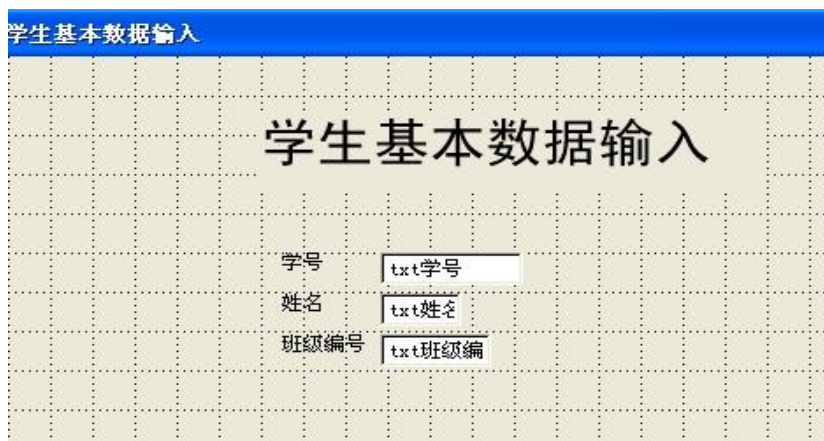 学生基本数据输入
学生基本数据输入
学号 txt学号
姓名 txt姓名
班级编号 txt班级编